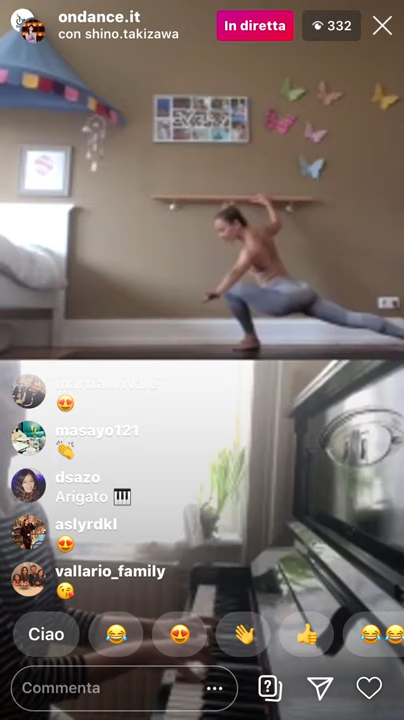 ondance.it
con shino.takizawa
In diretta
332
masayo121
👏
dsazo
Arigato 🎹
aslyrdkl
😍
vallario_family
😘
Ciao
😂
😍
👋
👍
😂😂
Commenta